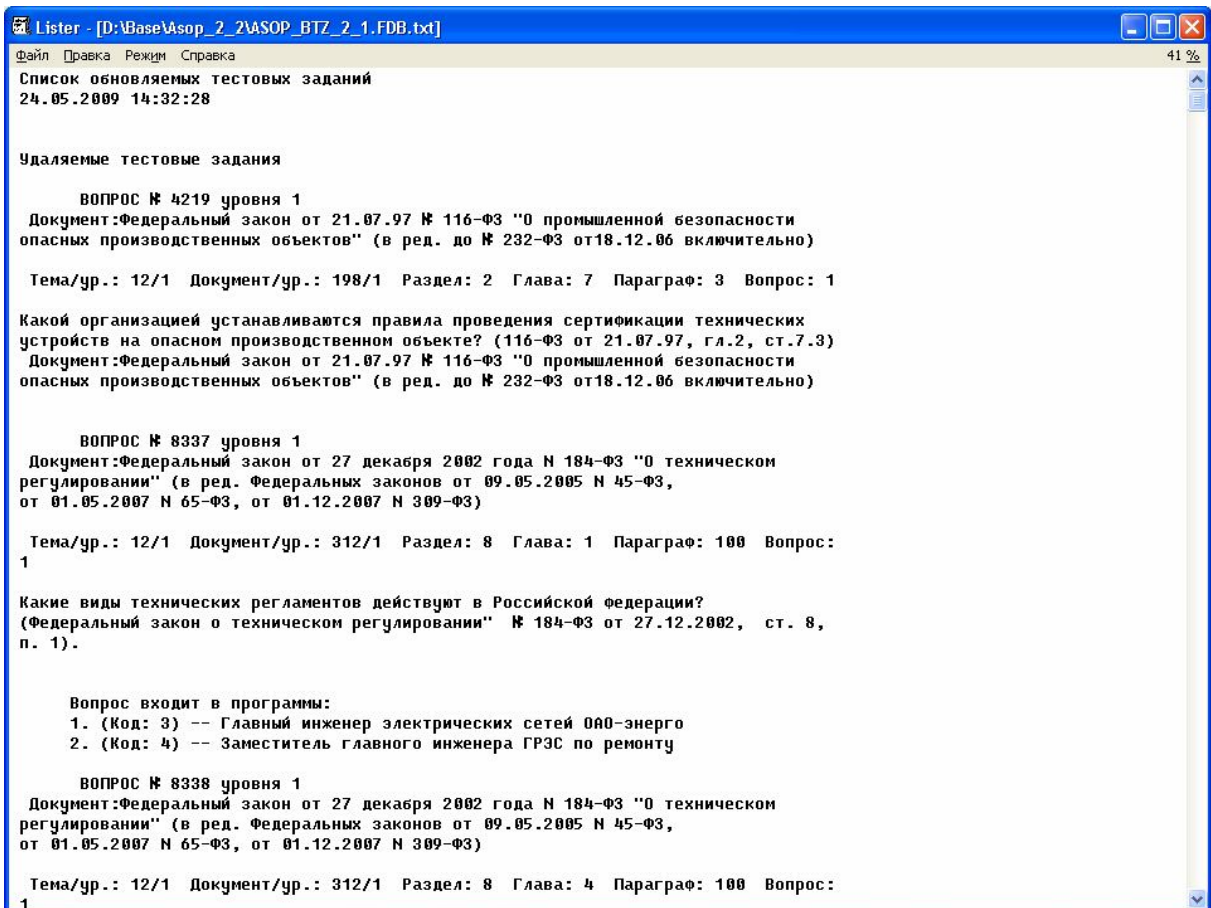 Lister - [D:\Base\Asop_2_2\ASOP_BTZ_2_1.FDB.txt]
Файл Правка Режим Справка 41 %
Список обновляемых тестовых заданий
24.05.2009 14:32:28
Удаляемые тестовые задания
ВОПРОС № 4219 уровня 1
Документ:Федеральный закон от 21.07.97 № 116-ФЗ "О промышленной безопасности
опасных производственных объектов" (в ред. до № 232-ФЗ от18.12.06 включительно)
Тема/ур.: 12/1 Документ/ур.: 198/1 Раздел: 2 Глава: 7 Параграф: 3 Вопрос: 1
Какой организацией устанавливаются правила проведения сертификации технических
устройств на опасном производственном объекте? (116-ФЗ от 21.07.97, гл.2, ст.7.3)
Документ:Федеральный закон от 21.07.97 № 116-ФЗ "О промышленной безопасности
опасных производственных объектов" (в ред. до № 232-ФЗ от18.12.06 включительно)
ВОПРОС № 8337 уровня 1
Документ:Федеральный закон от 27 декабря 2002 года N 184-ФЗ "О техническом
регулировании" (в ред. Федеральных законов от 09.05.2005 N 45-ФЗ,
от 01.05.2007 N 65-ФЗ, от 01.12.2007 N 309-ФЗ)
Тема/ур.: 12/1 Документ/ур.: 312/1 Раздел: 8 Глава: 1 Параграф: 100 Вопрос:
1
Какие виды технических регламентов действуют в Российской федерации?
(Федеральный закон о техническом регулировании" № 184-ФЗ от 27.12.2002, ст. 8,
п. 1).
Вопрос входит в программы:
1. (Код: 3) -- Главный инженер электрических сетей ОАО-энерго
2. (Код: 4) -- Заместитель главного инженера ГРЭС по ремонту
ВОПРОС № 8338 уровня 1
Документ:Федеральный закон от 27 декабря 2002 года N 184-ФЗ "О техническом
регулировании" (в ред. Федеральных законов от 09.05.2005 N 45-ФЗ,
от 01.05.2007 N 65-ФЗ, от 01.12.2007 N 309-ФЗ)
Тема/ур.: 12/1 Документ/ур.: 312/1 Раздел: 8 Глава: 4 Параграф: 100 Вопрос:
1